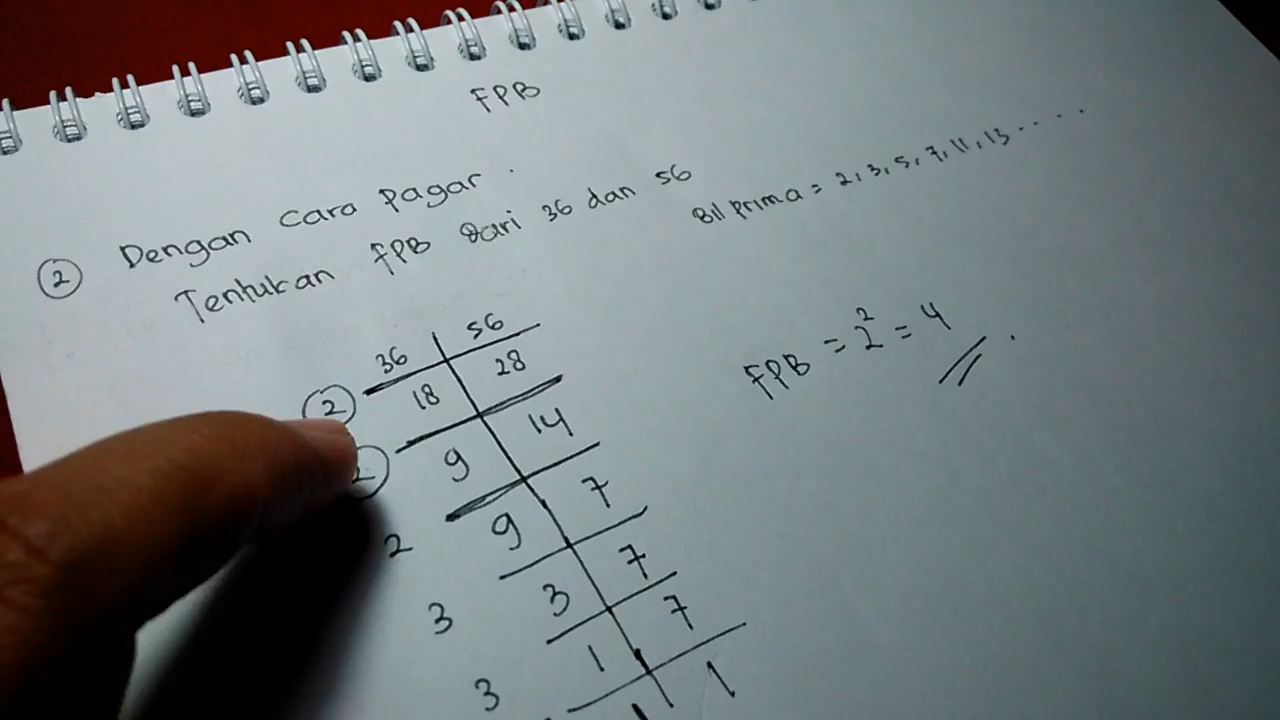 FPB
② Dengan Cara Pagar.
Tentukan FPB dari 36 dan 56
Bil prima = 2, 3, 5, 7, 11, 13 .....
36 56
② 18 28
② 9 14
2 9 7
3 3 7
3 1 7
1 1
FPB = 2² = 4